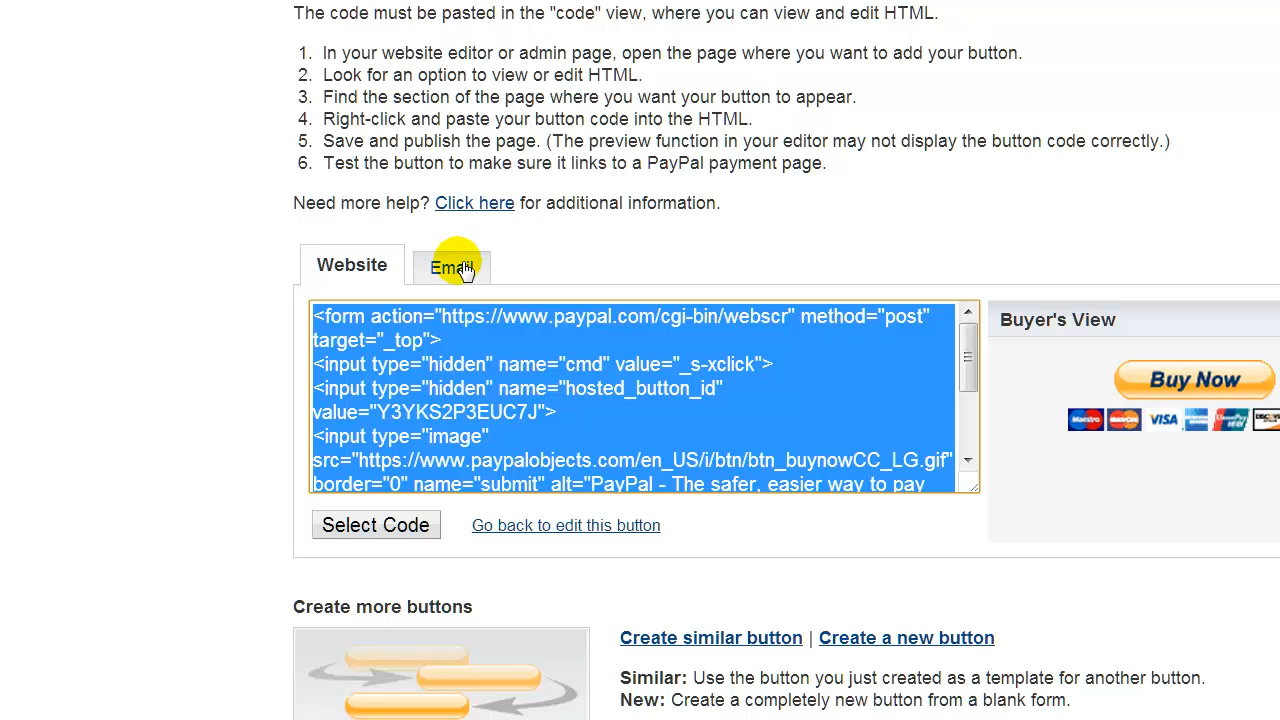 The code must be pasted in the "code" view, where you can view and edit HTML.
1. In your website editor or admin page, open the page where you want to add your button.
2. Look for an option to view or edit HTML.
3. Find the section of the page where you want your button to appear.
4. Right-click and paste your button code into the HTML.
5. Save and publish the page. (The preview function in your editor may not display the button code correctly.)
6. Test the button to make sure it links to a PayPal payment page.
Need more help? Click here for additional information.
Website
Email
<form action="https://www.paypal.com/cgi-bin/webscr" method="post"
target="_top">
<input type="hidden" name="cmd" value="_s-xclick">
<input type="hidden" name="hosted_button_id"
value="Y3YKS2P3EUC7J">
<input type="image"
src="https://www.paypalobjects.com/en_US/i/btn/btn_buynowCC_LG.gif"
border="0" name="submit" alt="PayPal - The safer, easier way to pay
Buyer's View
Buy Now
Maestro
VISA
Select Code
Go back to edit this button
Create more buttons
Create similar button | Create a new button
Similar: Use the button you just created as a template for another button.
New: Create a completely new button from a blank form.